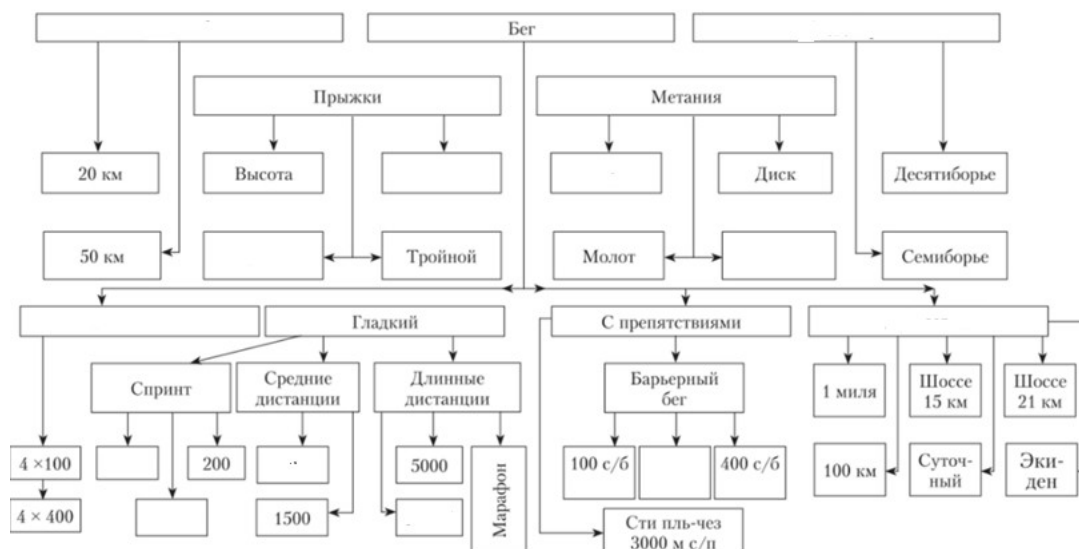 Бег
Прыжки
Метания
20 км
Высота
Диск
Десятиборье
50 км
Тройной
Молот
Семиборье
Гладкий
С препятствиями
Спринт
Средние
дистанции
Длинные
дистанции
Барьерный
бег
1 миля
Шоссе
15 км
Шоссе
21 км
4 ×100
200
5000
Марафон
100 с/б
400 с/б
100 км
Суточ-
ный
Эки-
ден
4 × 400
1500
Сти пль-чез
3000 м с/п